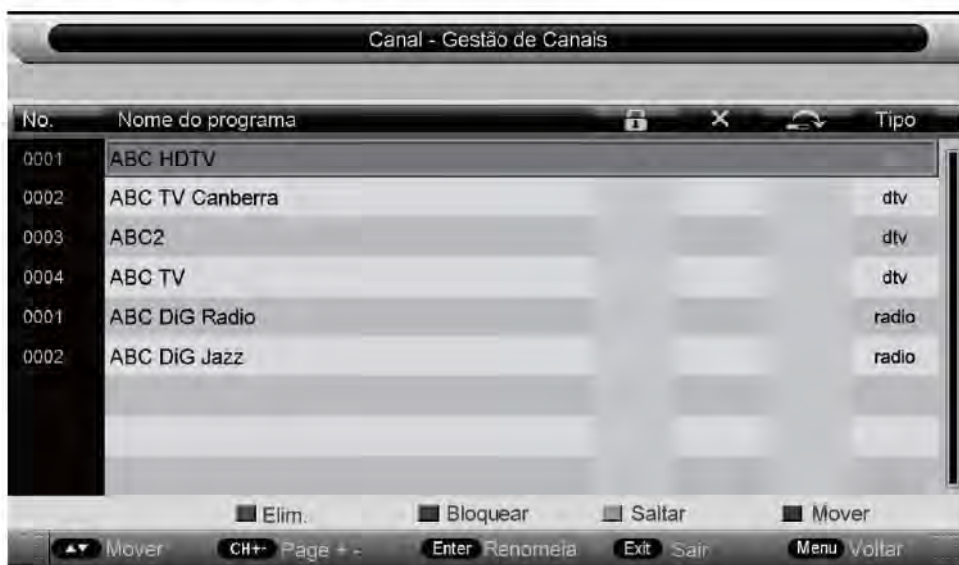 Canal - Gestão de Canais
No. Nome do programa Tipo
0001 ABC HDTV
0002 ABC TV Canberra dtv
0003 ABC2 dtv
0004 ABC TV dtv
0001 ABC DiG Radio radio
0002 ABC DiG Jazz radio
Elim. Bloquear Saltar Mover
Mover CH+- Page + - Enter Renomeia Exit Sair Menu Voltar